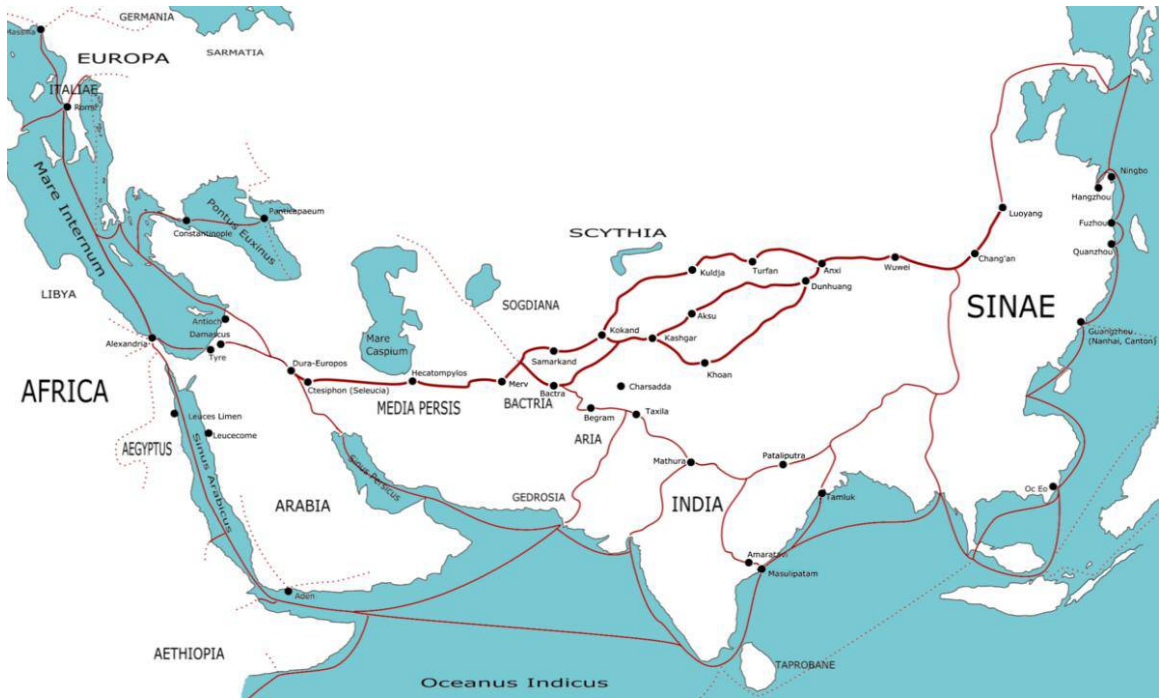 GERMANIA
Massilia
EUROPA
SARMATIA
ITALIAE
Rome
Mare Internum
Pontus Euxinus
Panticapaeum
Constantinople
LIBYA
Antioch
Damascus
Tyre
Alexandria
AFRICA
AEGYPTUS
Leuces Limen
Leucecome
Sinus Arabicus
ARABIA
Aden
AETHIOPIA
Dura-Europos
Ctesiphon (Seleucia)
Sinus Persicus
Mare
Caspium
Hecatompylos
MEDIA PERSIS
Merv
SOGDIANA
SCYTHIA
Samarkand
Bactra
BACTRIA
Kokand
Kashgar
Kuldja
Turfan
Aksu
Khoan
Anxi
Dunhuang
Wuwei
Chang'an
Luoyang
SINAE
Ningbo
Hangzhou
Fuzhou
Quanzhou
Guangzhou
(Nanhai, Canton)
Charsadda
Begram
Taxila
ARIA
GEDROSIA
Mathura
Pataliputra
INDIA
Tamluk
Amaratavi
Masulipatam
Oc Eo
TAPROBANE
Oceanus Indicus